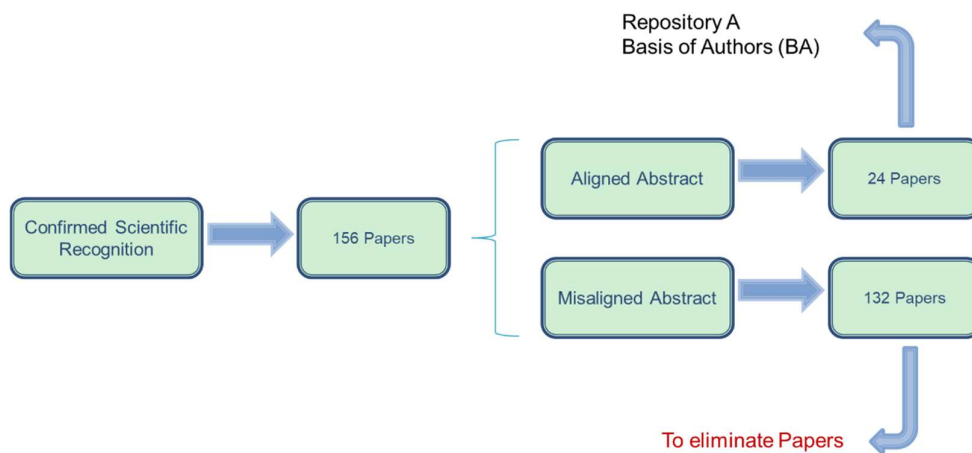 Repository A
Basis of Authors (BA)
Confirmed Scientific
Recognition
156 Papers
Aligned Abstract
24 Papers
Misaligned Abstract
132 Papers
To eliminate Papers